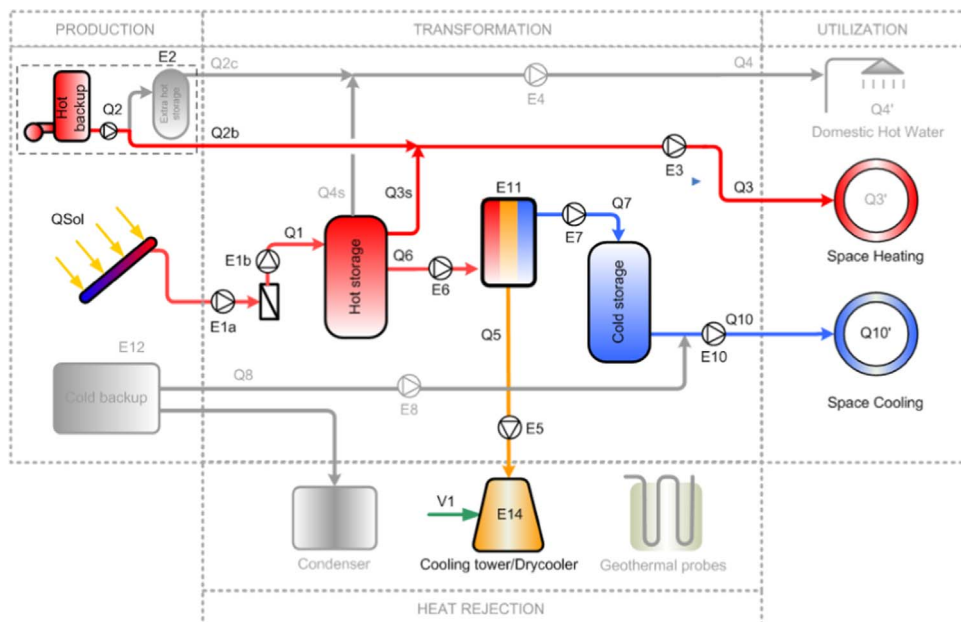 PRODUCTION
TRANSFORMATION
UTILIZATION
E2
Q2c
Q4
Hot
backup
Q2
Extra hot
storage
E4
Q4'
Domestic Hot Water
Q2b
E3
Q3
Q3'
Space Heating
Q4s
Q3s
E11
QSol
Q1
E1b
E1a
Hot storage
Q6
E6
Q7
E7
Cold storage
Q5
Q10
E10
Q10'
Space Cooling
E12
Cold backup
Q8
E8
E5
V1
E14
Condenser
Cooling tower/Drycooler
Geothermal probes
HEAT REJECTION